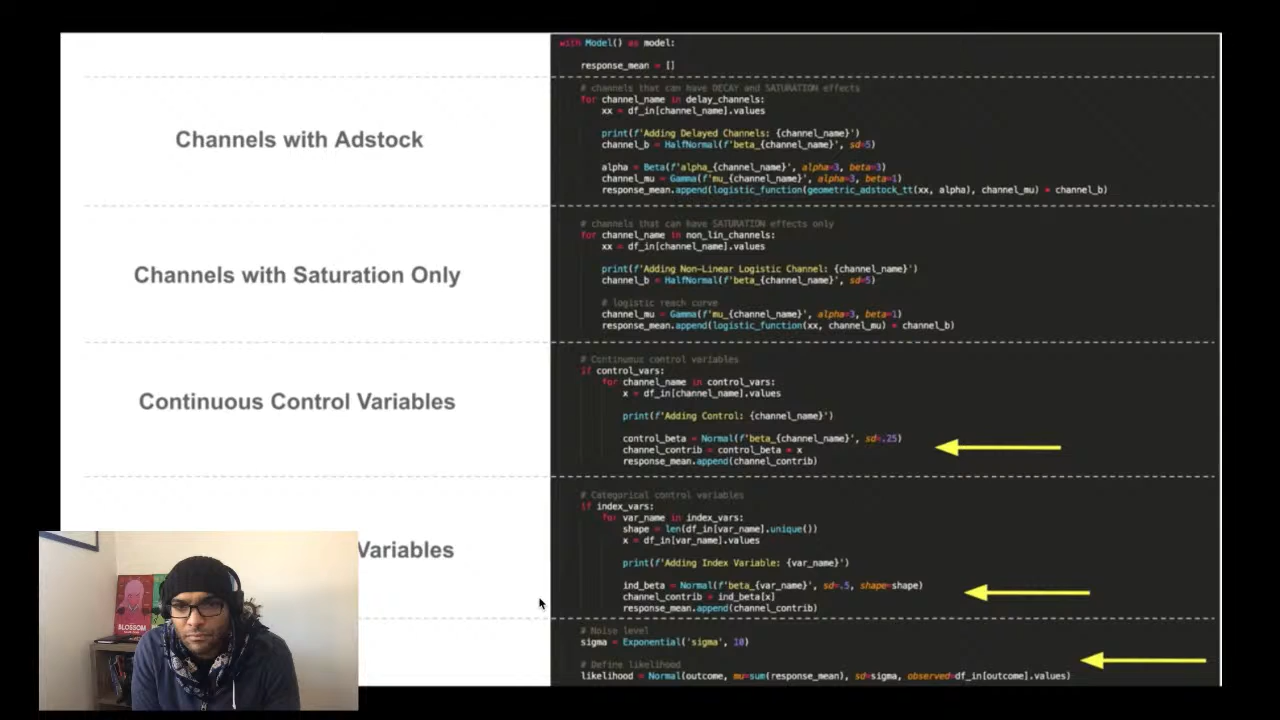 with Model() as model:
response_mean = []
Channels with Adstock
# channels that can have DECAY and SATURATION effects
for channel_name in delay_channels:
xx = df_in[channel_name].values
print(f'Adding Delayed Channels: {channel_name}')
channel_b = HalfNormal(f'beta_{channel_name}', sd=5)
alpha = Beta(f'alpha_{channel_name}', alpha=3, beta=3)
channel_mu = Gamma(f'mu_{channel_name}', alpha=3, beta=1)
response_mean.append(logistic_function(geometric_adstock_tt(xx, alpha), channel_mu) * channel_b)
Channels with Saturation Only
# channels that can have SATURATION effects only
for channel_name in non_lin_channels:
xx = df_in[channel_name].values
print(f'Adding Non-Linear Logistic Channel: {channel_name}')
channel_b = HalfNormal(f'beta_{channel_name}', sd=5)
# logistic reach curve
channel_mu = Gamma(f'mu_{channel_name}', alpha=3, beta=1)
response_mean.append(logistic_function(xx, channel_mu) * channel_b)
Continuous Control Variables
# Continuous control variables
if control_vars:
for channel_name in control_vars:
x = df_in[channel_name].values
print(f'Adding Control: {channel_name}')
control_beta = Normal(f'beta_{channel_name}', sd=.25)
channel_contrib = control_beta * x
response_mean.append(channel_contrib)
Variables
# Categorical control variables
if index_vars:
for var_name in index_vars:
shape = len(df_in[var_name].unique())
x = df_in[var_name].values
print(f'Adding Index Variable: {var_name}')
ind_beta = Normal(f'beta_{var_name}', sd=.5, shape=shape)
channel_contrib = ind_beta[x]
response_mean.append(channel_contrib)
# Noise level
sigma = Exponential('sigma', 10)
# Define likelihood
likelihood = Normal(outcome, mu=sum(response_mean), sd=sigma, observed=df_in[outcome].values)
BLOSSOM